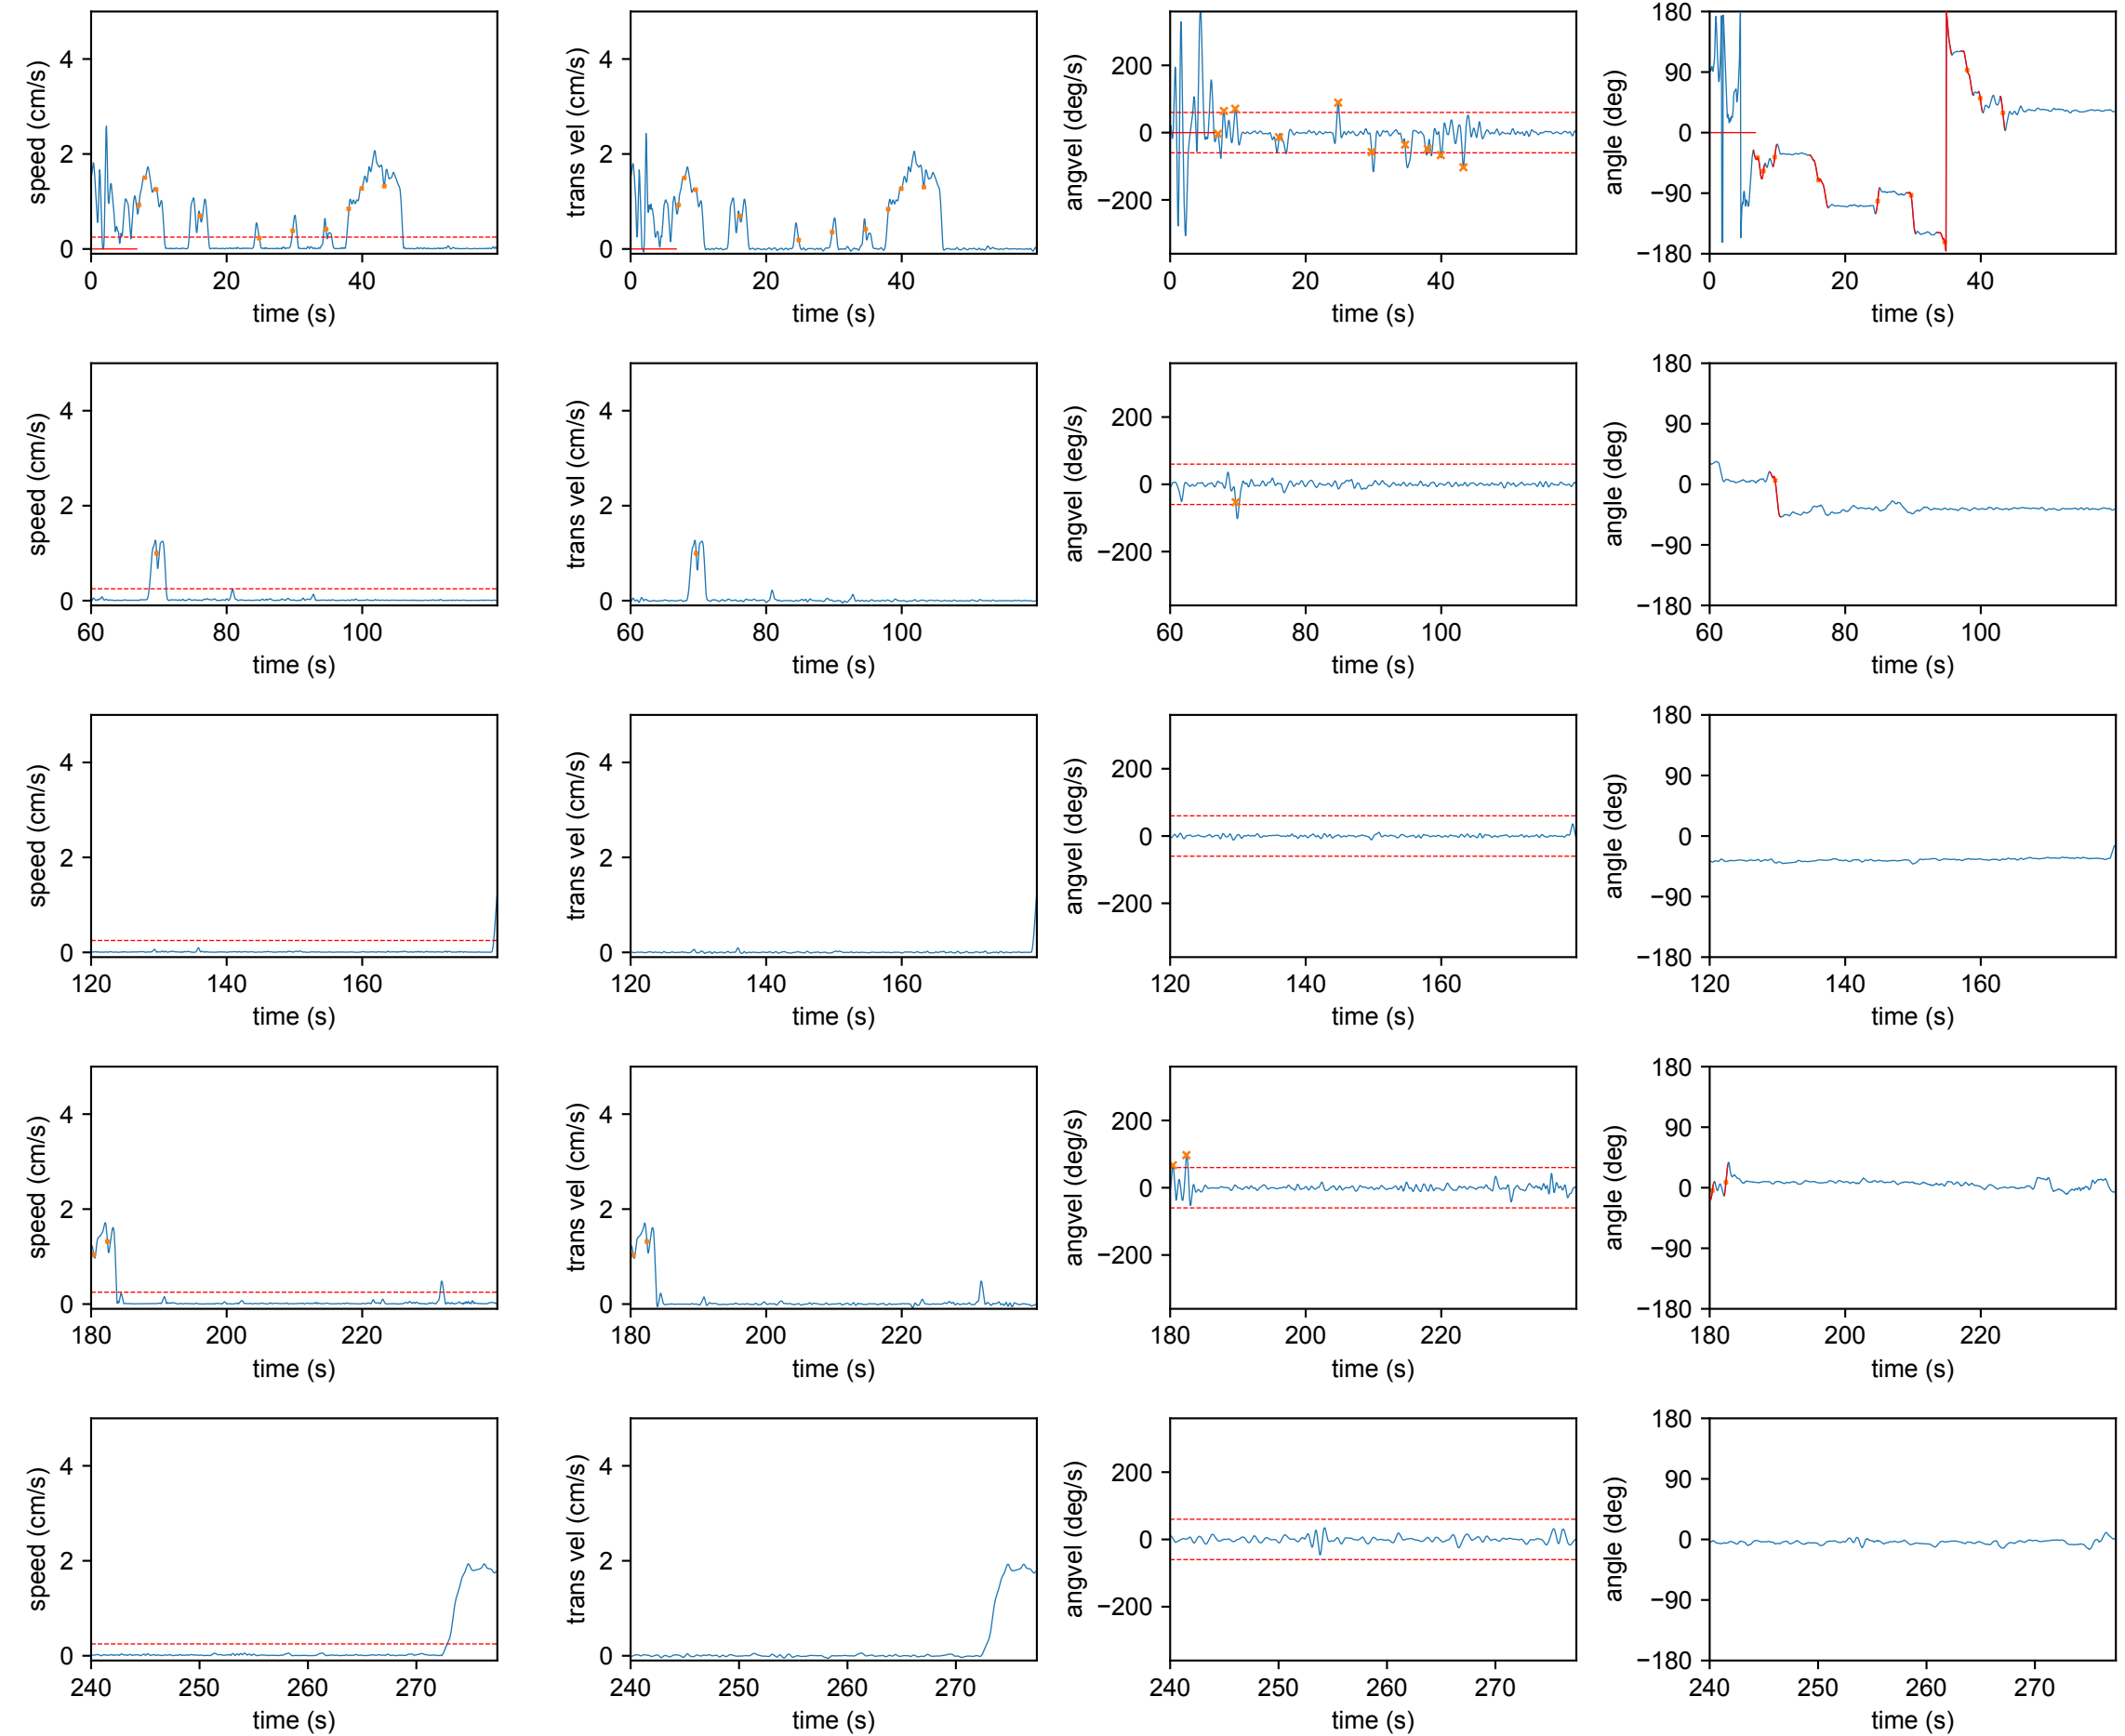 speed (cm/s)
4
2
0
0 20 40
time (s)
trans vel (cm/s)
4
2
0
0 20 40
time (s)
angvel (deg/s)
200
0
−200
0 20 40
time (s)
angle (deg)
180
90
0
−90
−180
0 20 40
time (s)
speed (cm/s)
4
2
0
60 80 100
time (s)
trans vel (cm/s)
4
2
0
60 80 100
time (s)
angvel (deg/s)
200
0
−200
60 80 100
time (s)
angle (deg)
180
90
0
−90
−180
60 80 100
time (s)
speed (cm/s)
4
2
0
120 140 160
time (s)
trans vel (cm/s)
4
2
0
120 140 160
time (s)
angvel (deg/s)
200
0
−200
120 140 160
time (s)
angle (deg)
180
90
0
−90
−180
120 140 160
time (s)
speed (cm/s)
4
2
0
180 200 220
time (s)
trans vel (cm/s)
4
2
0
180 200 220
time (s)
angvel (deg/s)
200
0
−200
180 200 220
time (s)
angle (deg)
180
90
0
−90
−180
180 200 220
time (s)
speed (cm/s)
4
2
0
240 250 260 270
time (s)
trans vel (cm/s)
4
2
0
240 250 260 270
time (s)
angvel (deg/s)
200
0
−200
240 250 260 270
time (s)
angle (deg)
180
90
0
−90
−180
240 250 260 270
time (s)